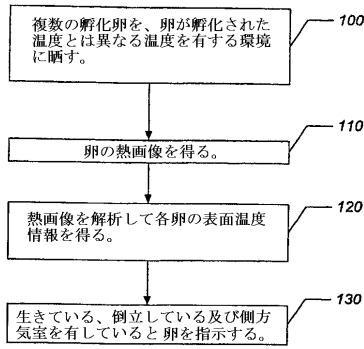 100
複数の孵化卵を、卵が孵化された
温度とは異なる温度を有する環境
に晒す。
110
卵の熱画像を得る。
120
熱画像を解析して各卵の表面温度
情報を得る。
130
生きている、倒立している及び側方
気室を有していると卵を指示する。